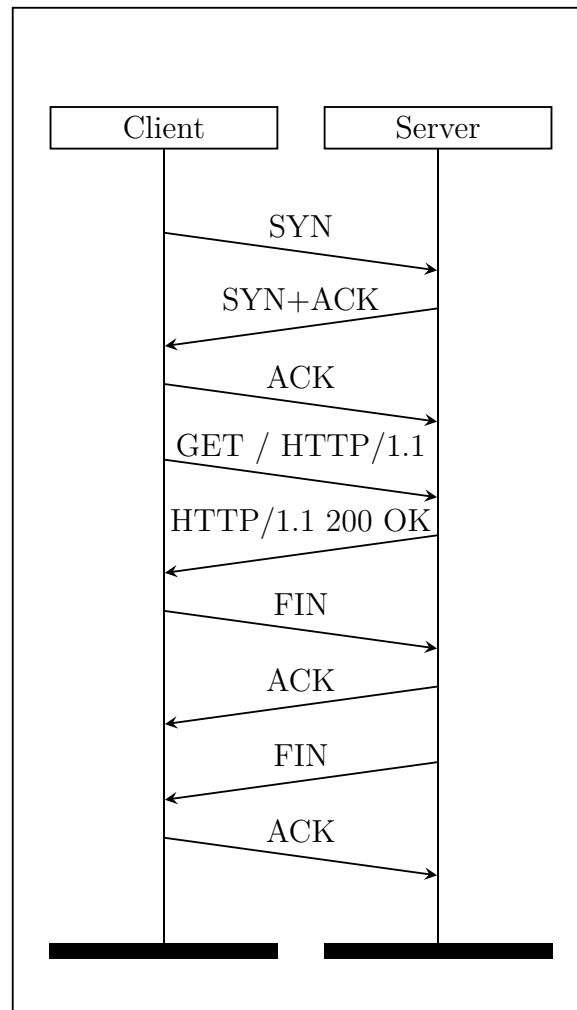 Client Server
SYN
SYN+ACK
ACK
GET / HTTP/1.1
HTTP/1.1 200 OK
FIN
ACK
FIN
ACK